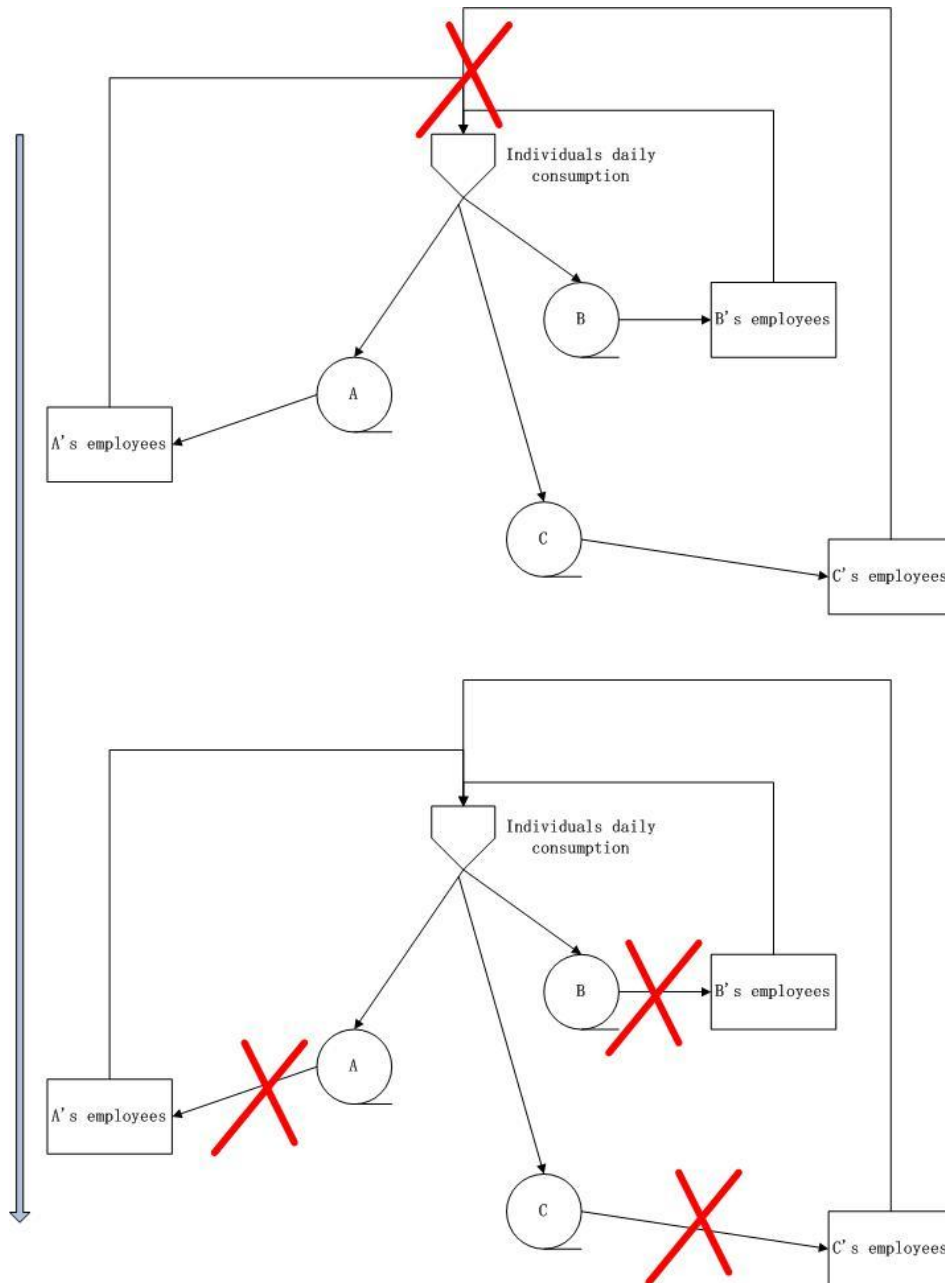 Individuals daily
consumption
B
B's employees
A
A's employees
C
C's employees
Individuals daily
consumption
B
B's employees
A
A's employees
C
C's employees